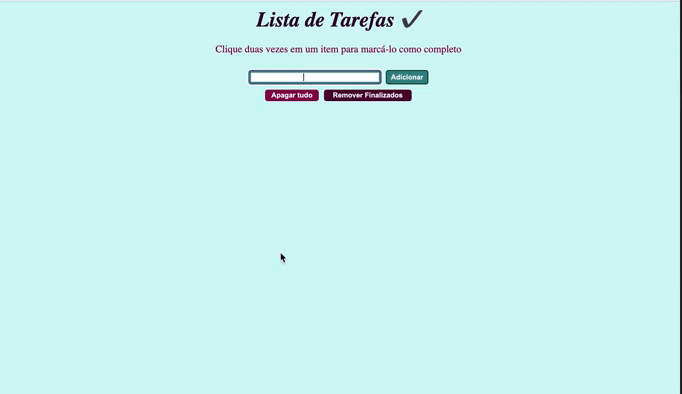 Lista de Tarefas ✔
Clique duas vezes em um item para marcá-lo como completo
Adicionar
Apagar tudo Remover Finalizados